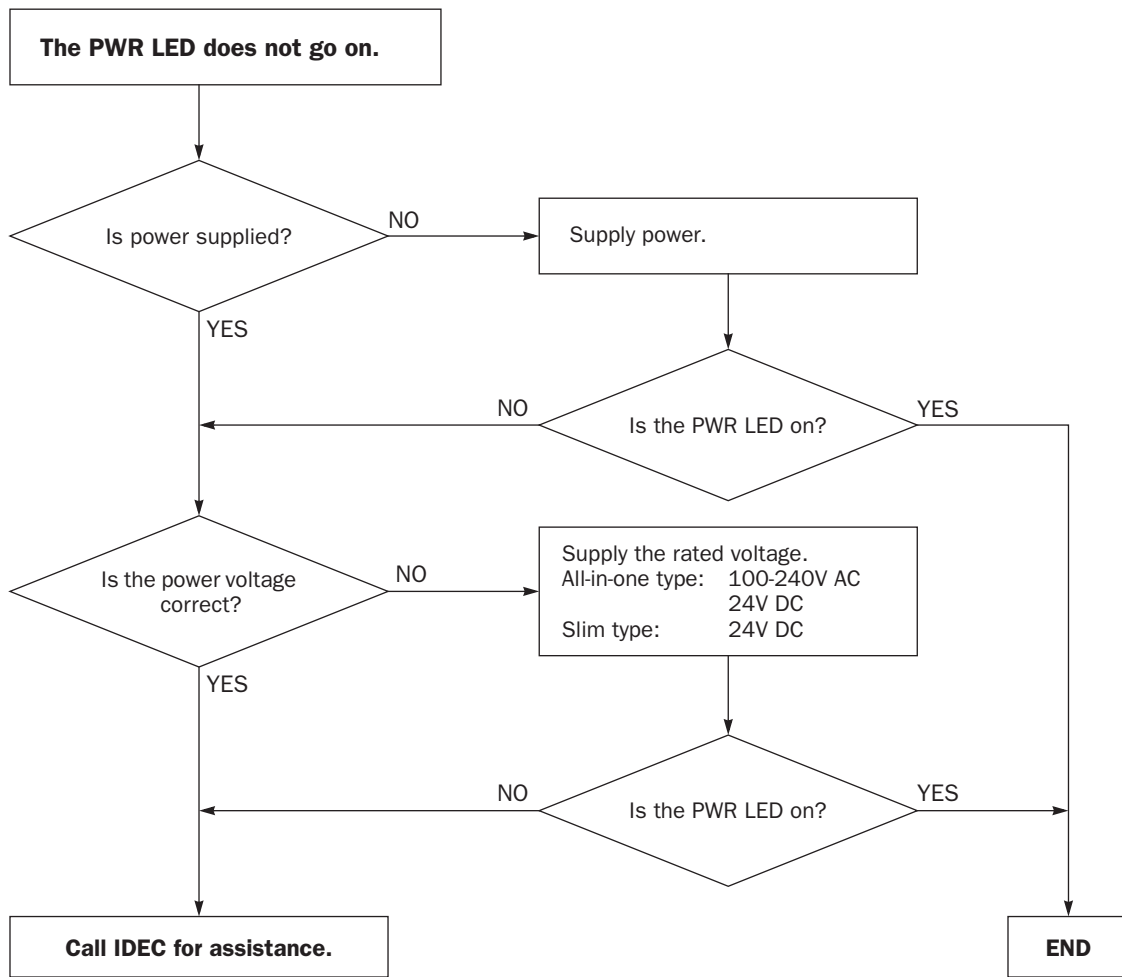 The PWR LED does not go on.
Is power supplied?
NO
Supply power.
YES
NO
Is the PWR LED on?
YES
Is the power voltage
correct?
NO
Supply the rated voltage.
All-in-one type: 100-240V AC
24V DC
Slim type: 24V DC
YES
NO
Is the PWR LED on?
YES
Call IDEC for assistance.
END